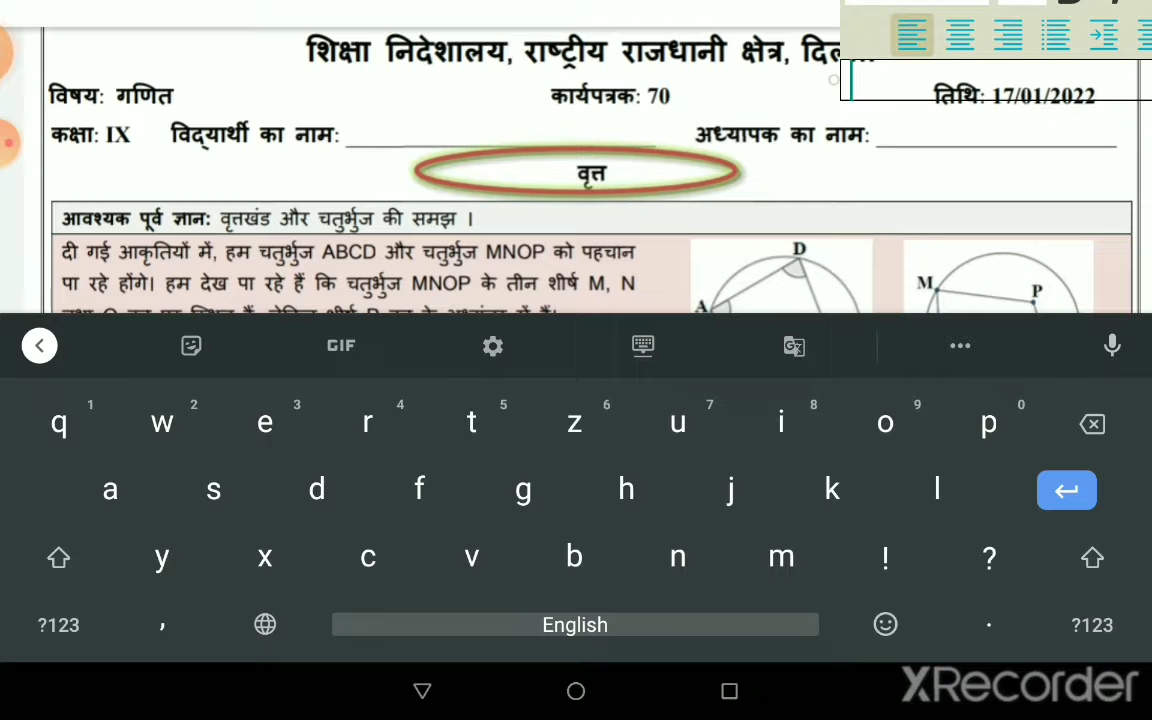 शिक्षा निदेशालय, राष्ट्रीय राजधानी क्षेत्र,
विषय: गणित कार्यपत्रक: 70 तिथि: 17/01/2022
कक्षा: IX विद्यार्थी का नाम: अध्यापक का नाम:
वृत्त
आवश्यक पूर्व ज्ञान: वृत्तखंड और चतुर्भुज की समझ ।
दी गई आकृतियों में, हम चतुर्भुज ABCD और चतुर्भुज MNOP को पहचान
पा रहे होंगे। हम देख पा रहे हैं कि चतुर्भुज MNOP के तीन शीर्ष M, N
D
A
M
P
GIF
q 1 w 2 e 3 r 4 t 5 z 6 u 7 i 8 o 9 p 0
a s d f g h j k l
y x c v b n m ! ?
?123 , English . ?123
XRecorder